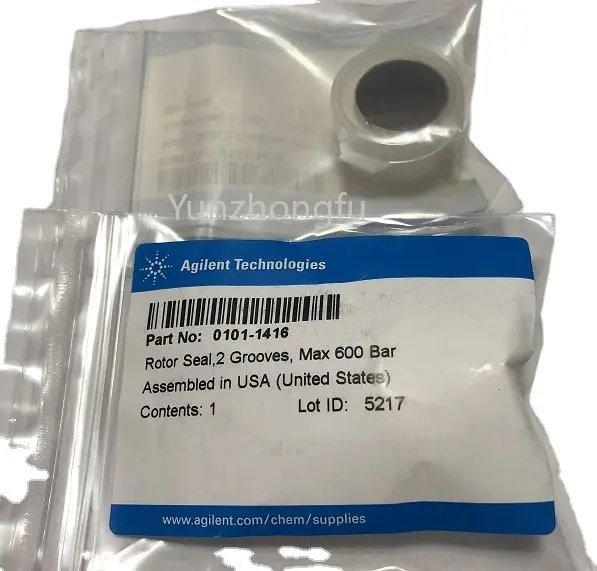 Yunzhongfu
Agilent Technologies
Part No: 0101-1416
Rotor Seal,2 Grooves, Max 600 Bar
Assembled in USA (United States)
Contents: 1 Lot ID: 5217
www.agilent.com/chem/supplies